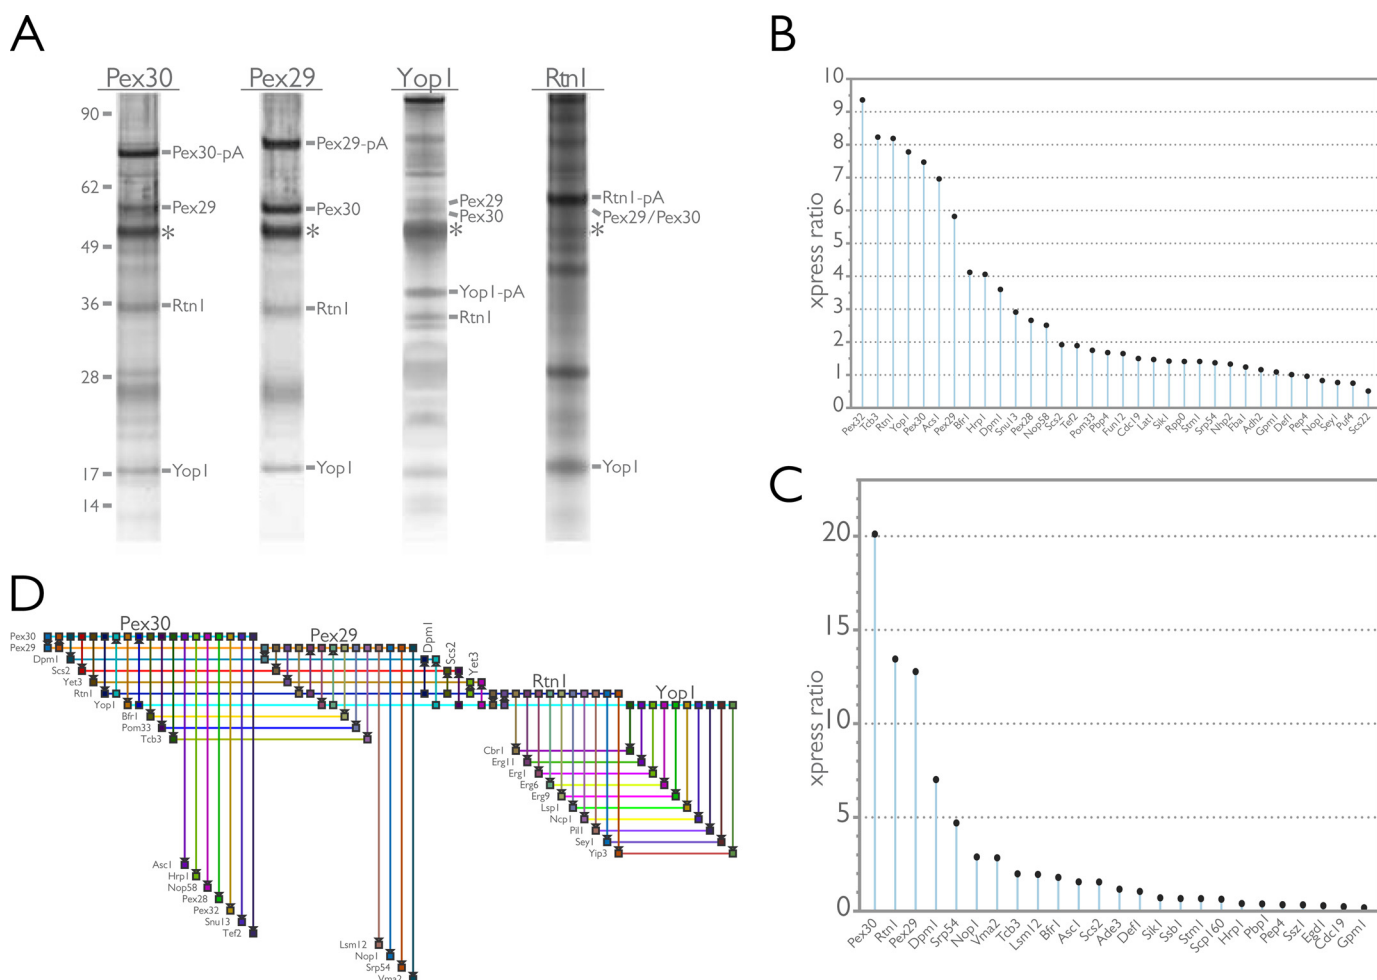 A
Pex30
Pex29
Yop1
Rtn1
90
62
49
36
28
17
14
Pex30-pA
Pex29
*
Rtn1
Yop1
Pex29-pA
Pex30
*
Rtn1
Yop1
Pex29
Pex30
*
Yop1-pA
Rtn1
Rtn1-pA
Pex29/Pex30
*
Yop1
B
xpress ratio
10
9
8
7
6
5
4
3
2
1
0
Pex32 Tcb3 Rtn1 Yop1 Pex30 Acs1 Pex29 Bfr1 Hrp1 Dpm1 Snu13 Pex28 Nop58 Scs2 Tef2 Pom33 Pbp4 Fun12 Cdc19 Lat1 Sik1 Rpp0 Stm1 Srp54 Nhp2 Fba1 Adh2 Gpm1 Def1 Pep4 Nop1 Sey1 Puf4 Scs22
C
xpress ratio
20
15
10
5
0
Pex30 Rtn1 Pex29 Dpm1 Srp54 Nop1 Vma2 Tcb3 Lsm12 Bfr1 Asc1 Scs2 Ade3 Def1 Sik1 Ssb1 Stm1 Scp160 Hrp1 Pbp1 Pep4 Ssz1 Egd1 Cdc19 Gpm1
D
Pex30
Pex29
Dpm1
Scs2
Yet3
Rtn1
Yop1
Pex30
Pex29
Dpm1
Scs2
Yet3
Rtn1
Yop1
Bfr1
Pom33
Tcb3
Cbr1
Erg11
Erg1
Erg6
Erg9
Lsp1
Ncp1
Pil1
Sey1
Yip3
Asc1
Hrp1
Nop58
Pex28
Pex32
Snu13
Tef2
Lsm12
Nop1
Srp54
Vma2